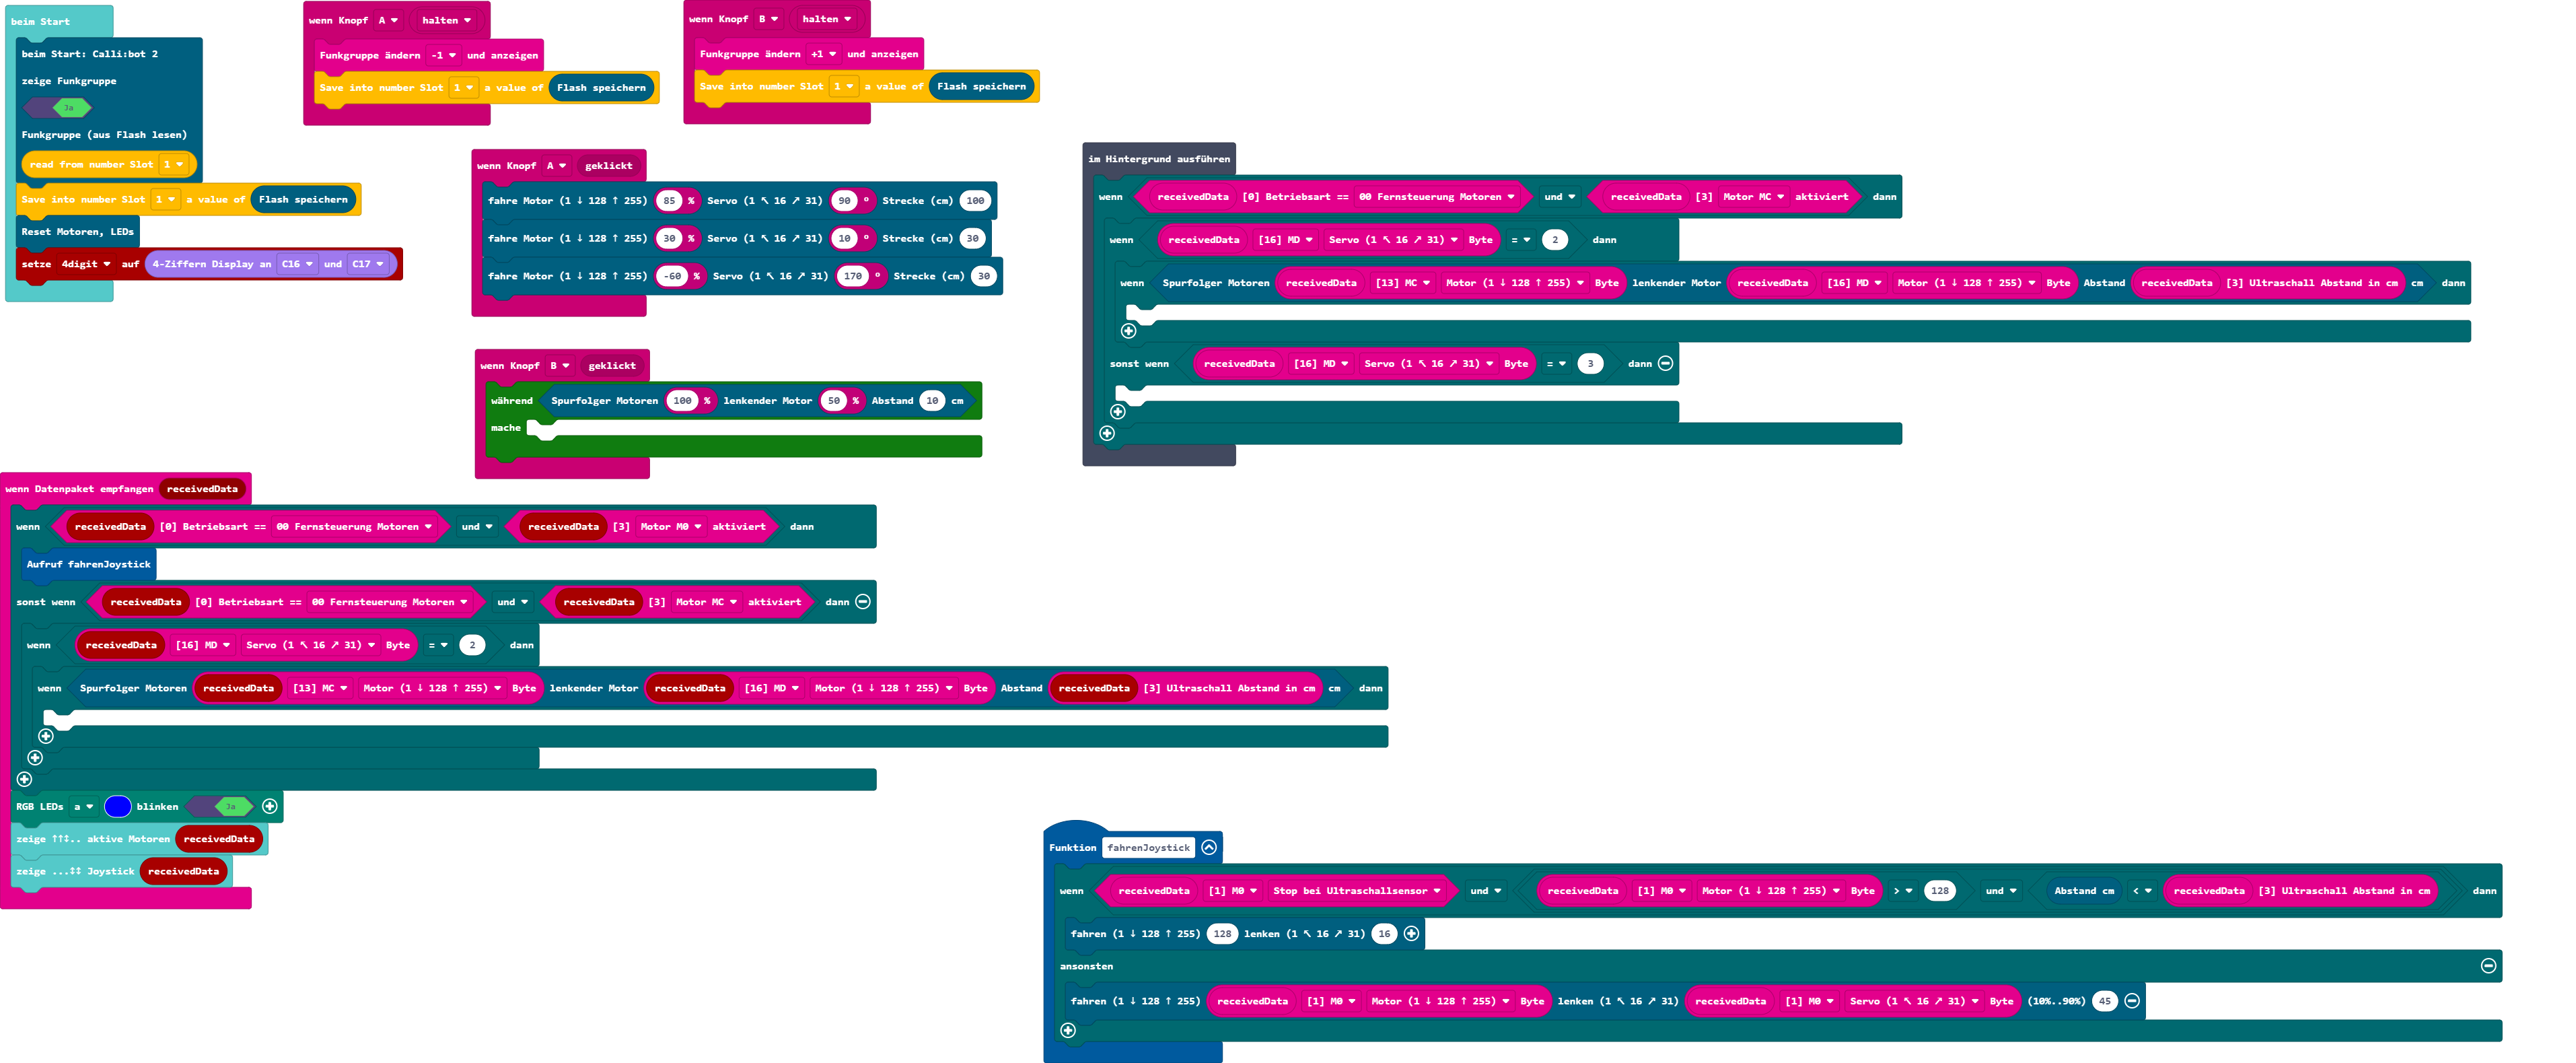 beim Start
beim Start: Calli:bot 2
zeige Funkgruppe
Ja
Funkgruppe (aus Flash lesen)
read from number Slot 1
Save into number Slot 1 a value of Flash speichern
Reset Motoren, LEDs
setze 4digit auf 4-Ziffern Display an C16 und C17
wenn Knopf A halten
Funkgruppe ändern -1 und anzeigen
Save into number Slot 1 a value of Flash speichern
wenn Knopf B halten
Funkgruppe ändern +1 und anzeigen
Save into number Slot 1 a value of Flash speichern
wenn Knopf A geklickt
fahre Motor (1 ↓ 128 ↑ 255) 85 % Servo (1 ↖ 16 ↗ 31) 90 ° Strecke (cm) 100
fahre Motor (1 ↓ 128 ↑ 255) 30 % Servo (1 ↖ 16 ↗ 31) 10 ° Strecke (cm) 30
fahre Motor (1 ↓ 128 ↑ 255) -60 % Servo (1 ↖ 16 ↗ 31) 170 ° Strecke (cm) 30
wenn Knopf B geklickt
während Spurfolger Motoren 100 % lenkender Motor 50 % Abstand 10 cm
mache
im Hintergrund ausführen
wenn receivedData [0] Betriebsart == 00 Fernsteuerung Motoren und receivedData [3] Motor MC aktiviert dann
wenn receivedData [16] MD Servo (1 ↖ 16 ↗ 31) Byte = 2 dann
wenn Spurfolger Motoren receivedData [13] MC Motor (1 ↓ 128 ↑ 255) Byte lenkender Motor receivedData [16] MD Motor (1 ↓ 128 ↑ 255) Byte Abstand receivedData [3] Ultraschall Abstand in cm cm dann
sonst wenn receivedData [16] MD Servo (1 ↖ 16 ↗ 31) Byte = 3 dann
wenn Datenpaket empfangen receivedData
wenn receivedData [0] Betriebsart == 00 Fernsteuerung Motoren und receivedData [3] Motor M0 aktiviert dann
Aufruf fahrenJoystick
sonst wenn receivedData [0] Betriebsart == 00 Fernsteuerung Motoren und receivedData [3] Motor MC aktiviert dann
wenn receivedData [16] MD Servo (1 ↖ 16 ↗ 31) Byte = 2 dann
wenn Spurfolger Motoren receivedData [13] MC Motor (1 ↓ 128 ↑ 255) Byte lenkender Motor receivedData [16] MD Motor (1 ↓ 128 ↑ 255) Byte Abstand receivedData [3] Ultraschall Abstand in cm cm dann
RGB LEDs a blinken Ja
zeige ↑↑↕.. aktive Motoren receivedData
zeige ...↕↕ Joystick receivedData
Funktion fahrenJoystick
wenn receivedData [1] M0 Stop bei Ultraschallsensor und receivedData [1] M0 Motor (1 ↓ 128 ↑ 255) Byte > 128 und Abstand cm < receivedData [3] Ultraschall Abstand in cm dann
fahren (1 ↓ 128 ↑ 255) 128 lenken (1 ↖ 16 ↗ 31) 16
ansonsten
fahren (1 ↓ 128 ↑ 255) receivedData [1] M0 Motor (1 ↓ 128 ↑ 255) Byte lenken (1 ↖ 16 ↗ 31) receivedData [1] M0 Servo (1 ↖ 16 ↗ 31) Byte (10%..90%) 45